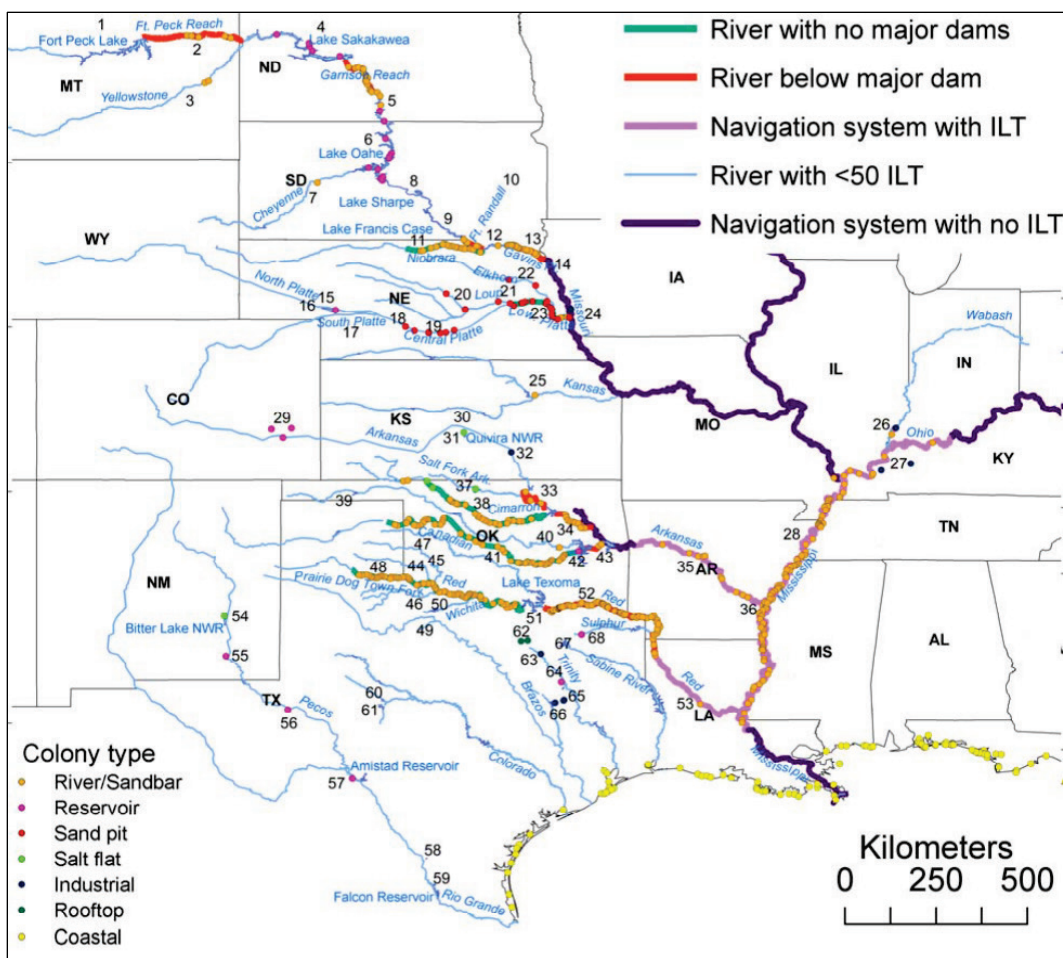 1
Ft. Peck Reach
4
Fort Peck Lake
2
Lake Sakakawea
ND
MT
Garrison Reach
Yellowstone
3
5
6
Lake Oahe
SD
Cheyenne
7
8
10
Lake Sharpe
9
Ft. Randall
Lake Francis Case
WY
11
12
13
Niobrara
Gavins
14
Elkhorn
22
North Platte
15
16
NE
20
Loup
21
Missouri
IA
18
19
23
24
South Platte
17
Central Platte
Low Platte
CO
25
Kansas
29
KS
30
Arkansas
31
Quivira NWR
32
MO
IL
IN
Wabash
26
Ohio
27
KY
Salt Fork Ark.
37
33
39
38
Cimarron
OK
34
40
47
Canadian
41
42
43
Arkansas
35
AR
TN
28
Mississippi
36
NM
48
44
45
Red
Prairie Dog Town Fork
46
50
Wichita
49
Lake Texoma
51
52
Red
54
Bitter Lake NWR
55
62
63
Sulphur
67
68
64
Trinity
Sabine River
65
66
Brazos
Red
53
LA
MS
AL
TX
Pecos
56
60
61
Colorado
Mississippi
57
Amistad Reservoir
58
59
Falcon Reservoir
Rio Grande
River with no major dams
River below major dam
Navigation system with ILT
River with <50 ILT
Navigation system with no ILT
Colony type
River/Sandbar
Reservoir
Sand pit
Salt flat
Industrial
Rooftop
Coastal
Kilometers
0 250 500